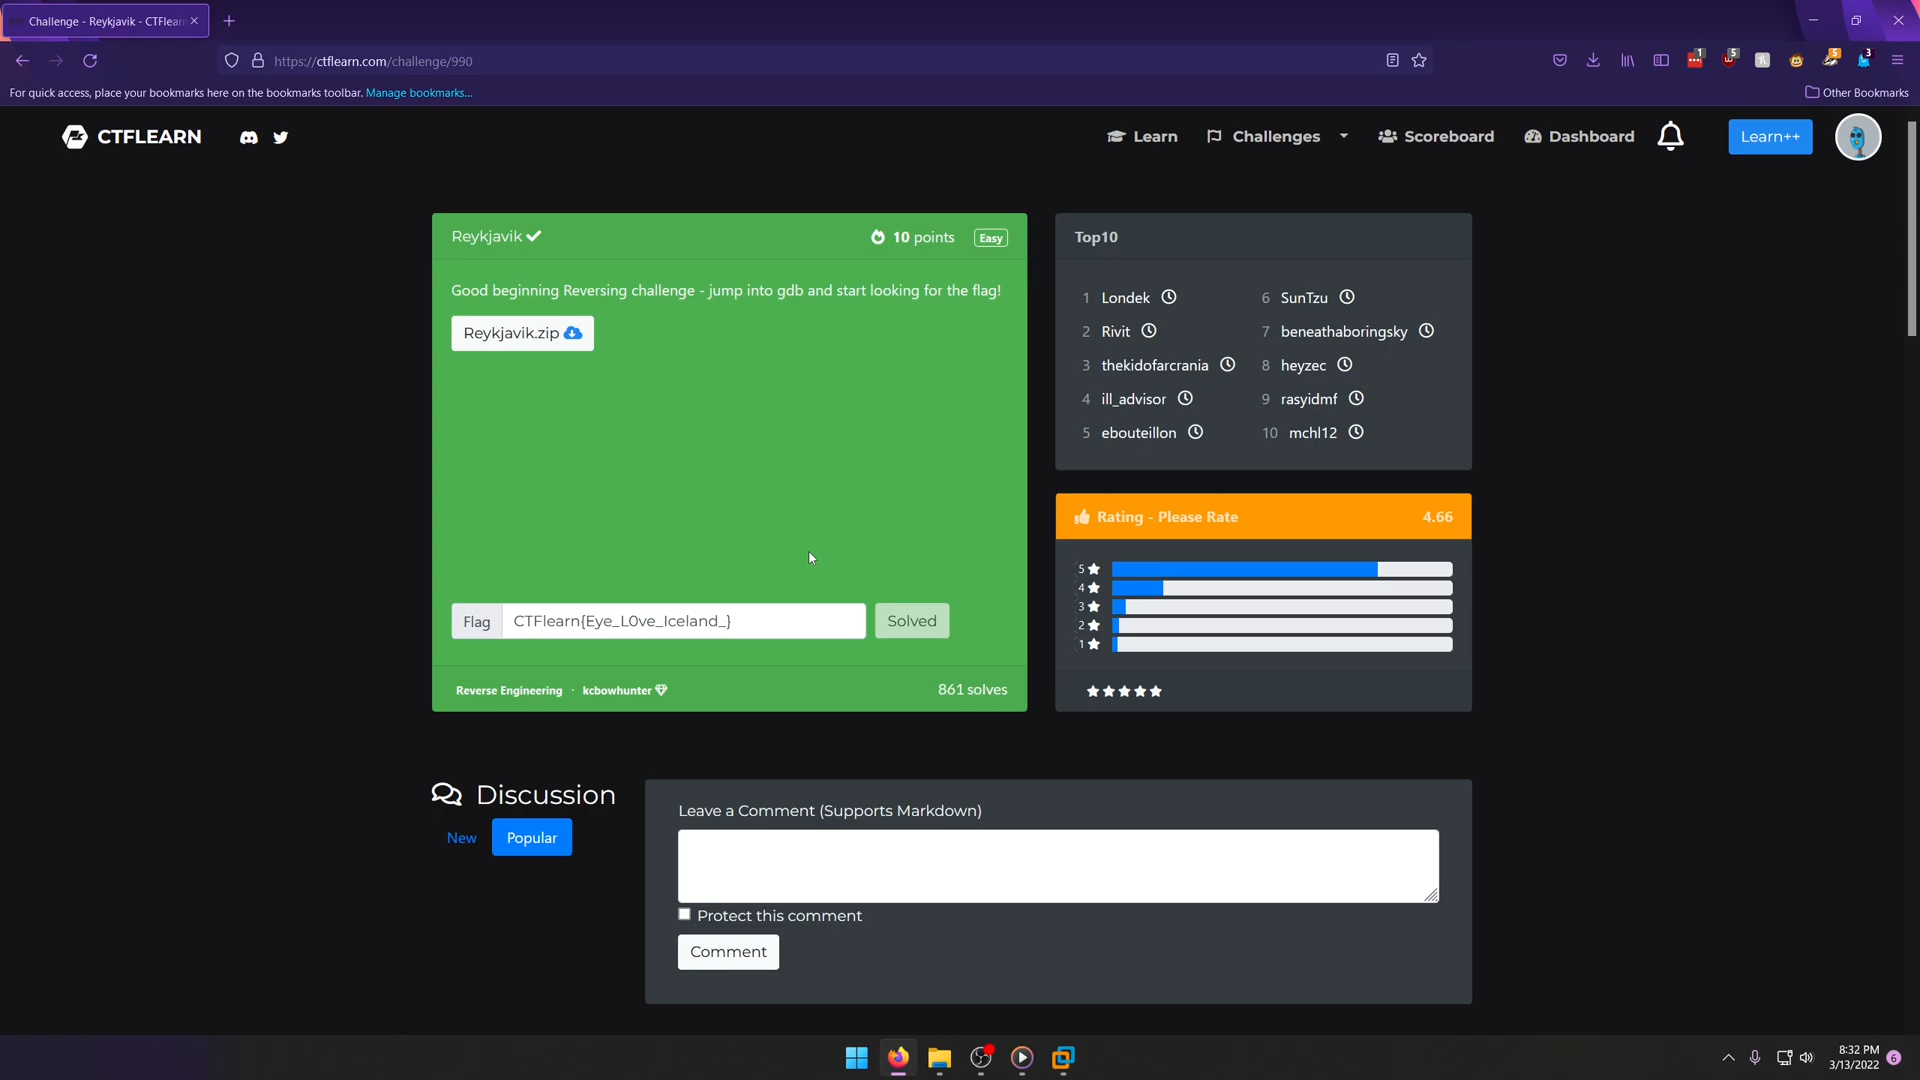 Challenge - Reykjavik - CTFlearn
https://ctflearn.com/challenge/990
1
5
5
3
For quick access, place your bookmarks here on the bookmarks toolbar. Manage bookmarks...
Other Bookmarks
CTFLEARN
Learn
Challenges
Scoreboard
Dashboard
Learn++
Reykjavik
10 points
Easy
Good beginning Reversing challenge - jump into gdb and start looking for the flag!
Reykjavik.zip
Flag
CTFlearn{Eye_L0ve_Iceland_}
Solved
Reverse Engineering · kcbowhunter
861 solves
Top10
1 Londek
6 SunTzu
2 Rivit
7 beneathaboringsky
3 thekidofarcrania
8 heyzec
4 ill_advisor
9 rasyidmf
5 ebouteillon
10 mchl12
Rating - Please Rate
4.66
5
4
3
2
1
Discussion
New
Popular
Leave a Comment (Supports Markdown)
Protect this comment
Comment
8:32 PM
3/13/2022
6